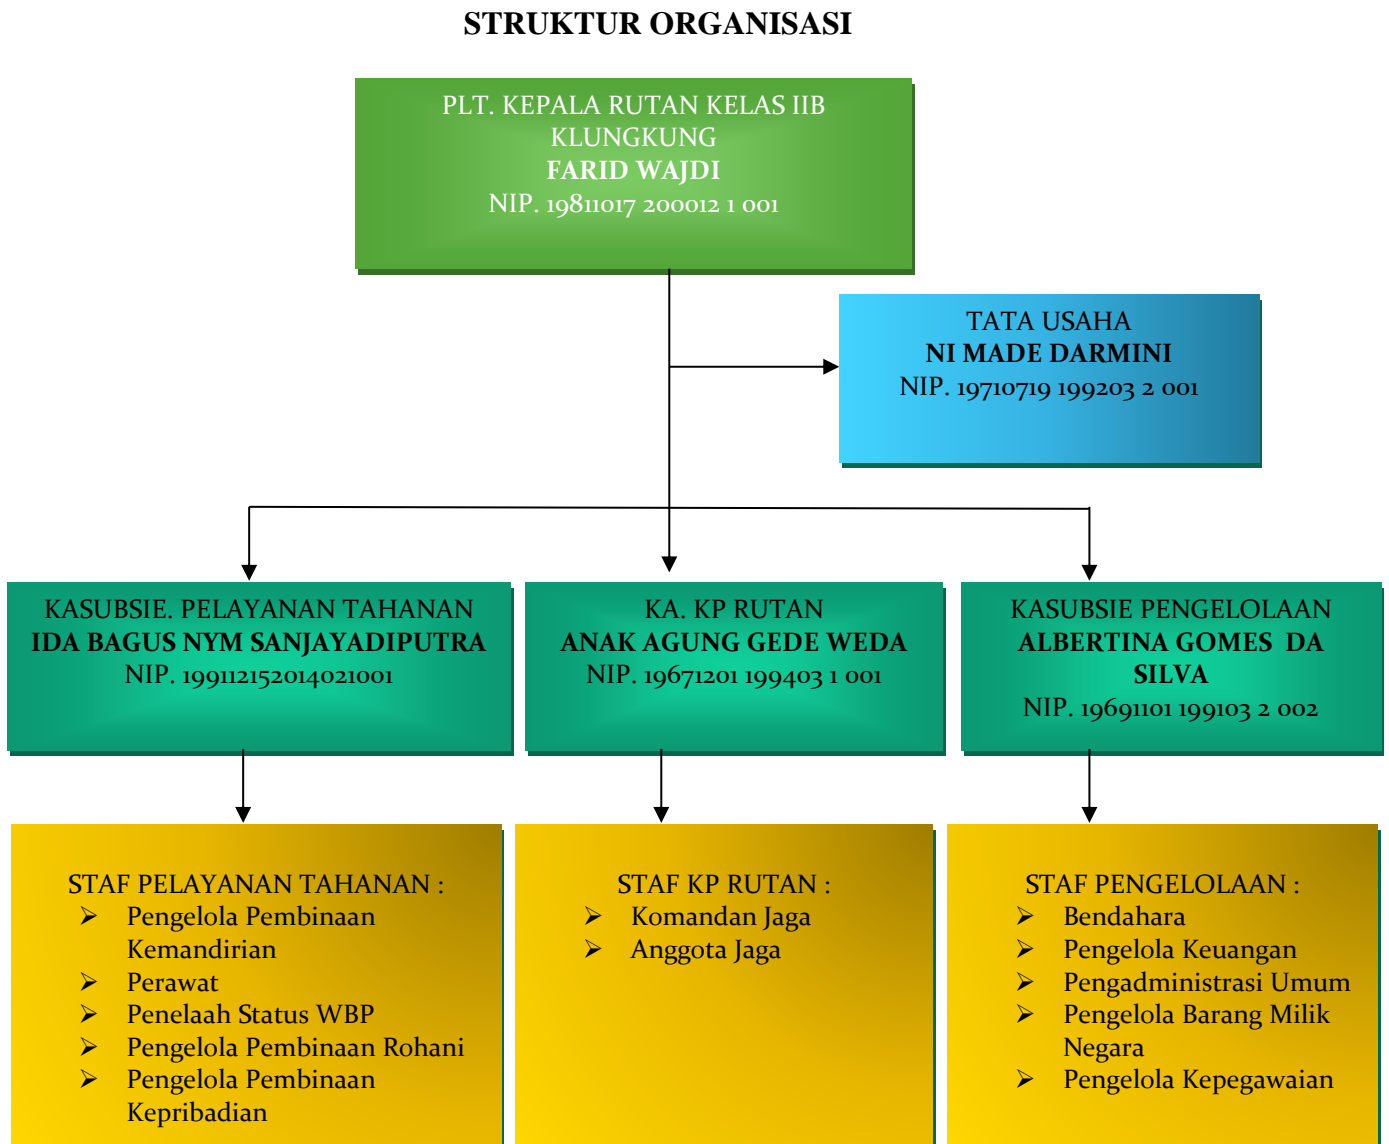 STRUKTUR ORGANISASI
PLT. KEPALA RUTAN KELAS IIB
KLUNGKUNG
FARID WAJDI
NIP. 19811017 200012 1 001
TATA USAHA
NI MADE DARMINI
NIP. 19710719 199203 2 001
KASUBSIE. PELAYANAN TAHANAN
IDA BAGUS NYM SANJAYADIPUTRA
NIP. 199112152014021001
KA. KP RUTAN
ANAK AGUNG GEDE WEDA
NIP. 19671201 199403 1 001
KASUBSIE PENGELOLAAN
ALBERTINA GOMES  DA
SILVA
NIP. 19691101 199103 2 002
STAF PELAYANAN TAHANAN :
➢ Pengelola Pembinaan
Kemandirian
➢ Perawat
➢ Penelaah Status WBP
➢ Pengelola Pembinaan Rohani
➢ Pengelola Pembinaan
Kepribadian
STAF KP RUTAN :
➢ Komandan Jaga
➢ Anggota Jaga
STAF PENGELOLAAN :
➢ Bendahara
➢ Pengelola Keuangan
➢ Pengadministrasi Umum
➢ Pengelola Barang Milik
Negara
➢ Pengelola Kepegawaian